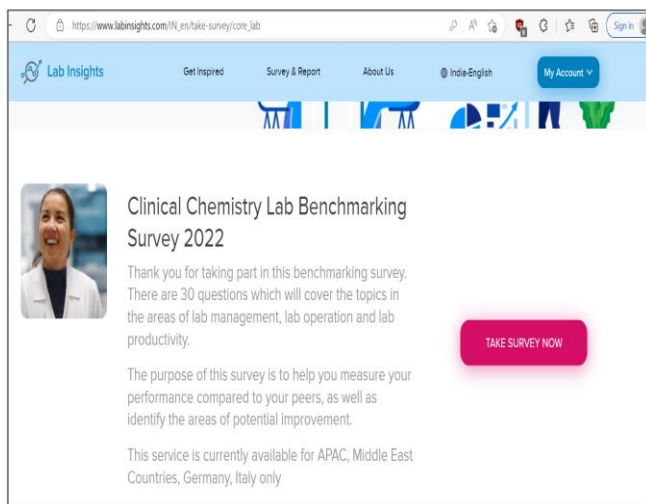 https://www.labinsights.com/IN_en/take-survey/core_lab
Sign in
Lab Insights
Get Inspired
Survey & Report
About Us
India-English
My Account
Clinical Chemistry Lab Benchmarking
Survey 2022
Thank you for taking part in this benchmarking survey.
There are 30 questions which will cover the topics in
the areas of lab management, lab operation and lab
productivity.
TAKE SURVEY NOW
The purpose of this survey is to help you measure your
performance compared to your peers, as well as
identify the areas of potential improvement.
This service is currently available for APAC, Middle East
Countries, Germany, Italy only